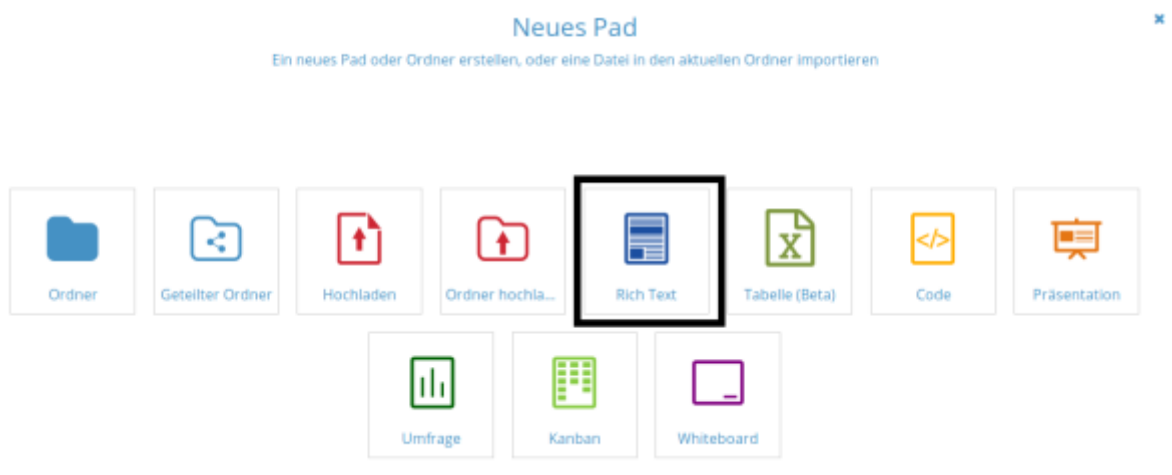 Neues Pad
Ein neues Pad oder Ordner erstellen, oder eine Datei in den aktuellen Ordner importieren
Ordner
Geteilter Ordner
Hochladen
Ordner hochla...
Rich Text
Tabelle (Beta)
Code
Präsentation
Umfrage
Kanban
Whiteboard